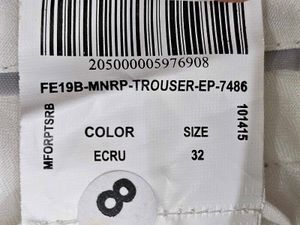 205000005976908
FE19B-MNRP-TROUSER-EP-7486
MFORPTSRB
COLOR SIZE
ECRU 32
101415
8